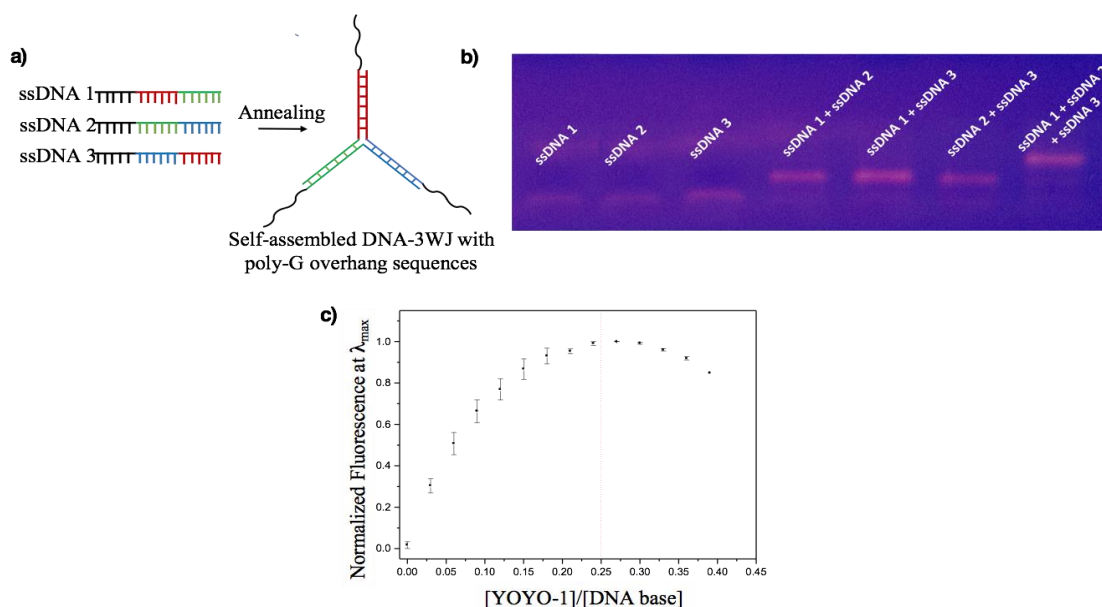 a)
ssDNA 1
ssDNA 2
ssDNA 3
Annealing
Self-assembled DNA-3WJ with
poly-G overhang sequences
b)
ssDNA 1
ssDNA 2
ssDNA 3
ssDNA 1 + ssDNA 2
ssDNA 1 + ssDNA 3
ssDNA 2 + ssDNA 3
ssDNA 1 + ssDNA 2
+ ssDNA 3
c)
Normalized Fluorescence at λmax
1.0
0.8
0.6
0.4
0.2
0.0
0.00 0.05 0.10 0.15 0.20 0.25 0.30 0.35 0.40 0.45
[YOYO-1]/[DNA base]